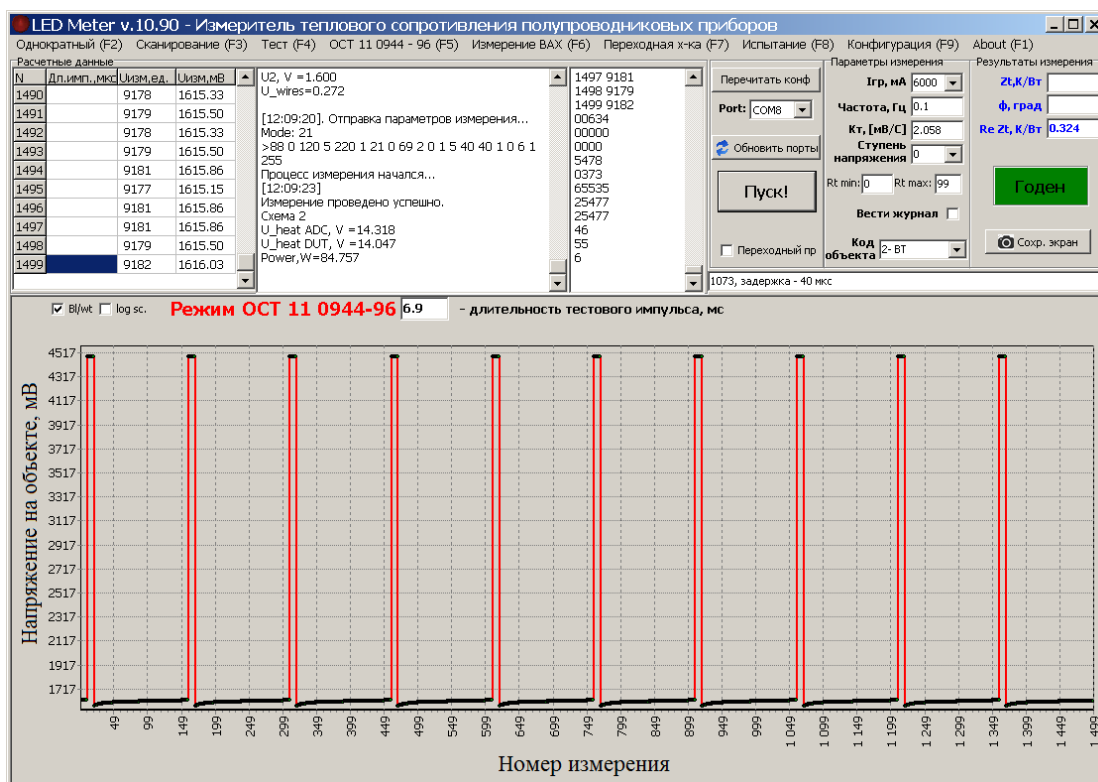 LED Meter v.10.90 - Измеритель теплового сопротивления полупроводниковых приборов
Однократный (F2) Сканирование (F3) Тест (F4) ОСТ 11 0944 - 96 (F5) Измерение ВАХ (F6) Переходная х-ка (F7) Испытание (F8) Конфигурация (F9) About (F1)
Расчетные данные
N Дл.имп.,мкс Uизм,ед. Uизм,мВ
1490 9178 1615.33
1491 9179 1615.50
1492 9178 1615.33
1493 9179 1615.50
1494 9181 1615.86
1495 9177 1615.15
1496 9181 1615.86
1497 9181 1615.86
1498 9179 1615.50
1499 9182 1616.03
U2, V =1.600
U_wires=0.272
[12:09:20]. Отправка параметров измерения...
Mode: 21
>88 0 120 5 220 1 21 0 69 2 0 1 5 40 40 1 0 6 1
255
Процесс измерения начался...
[12:09:23]
Измерение проведено успешно.
Схема 2
U_heat ADC, V =14.318
U_heat DUT, V =14.047
Power,W=84.757
1497 9181
1498 9179
1499 9182
00634
00000
0000
5478
0373
65535
25477
25477
46
55
6
Перечитать конф
Port: COM8
Обновить порты
Пуск!
Переходный пр
Параметры измерения
Iгр, мА 6000
Частота, Гц 0.1
Kт, [мВ/С] 2.058
Ступень
напряжения 0
Rt min: 0 Rt max: 99
Вести журнал
Код
объекта 2- ВТ
Результаты измерения
Zt,К/Вт
ф, град
Re Zt, К/Вт 0.324
Годен
Сохр. экран
1073, задержка - 40 мкс
Bl/wt log sc. Режим ОСТ 11 0944-96 6.9 - длительность тестового импульса, мс
Напряжение на объекте, мВ
4517
4317
4117
3917
3717
3517
3317
3117
2917
2717
2517
2317
2117
1917
1717
49 99 149 199 249 299 349 399 449 499 549 599 649 699 749 799 849 899 949 999 1 049 1 099 1 149 1 199 1 249 1 299 1 349 1 399 1 449 1 499
Номер измерения